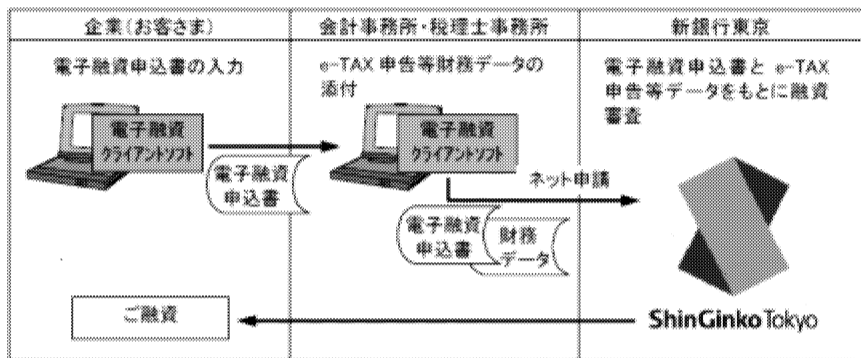 企業(お客さま)
会計事務所・税理士事務所
新銀行東京
電子融資申込書の入力
e-TAX 申告等財務データの
添付
電子融資申込書と e-TAX
申告等データをもとに融資
審査
電子融資
クライアントソフト
電子融資
申込書
電子融資
クライアントソフト
ネット申請
電子融資
申込書
財務
データ
ご融資
ShinGinkoTokyo